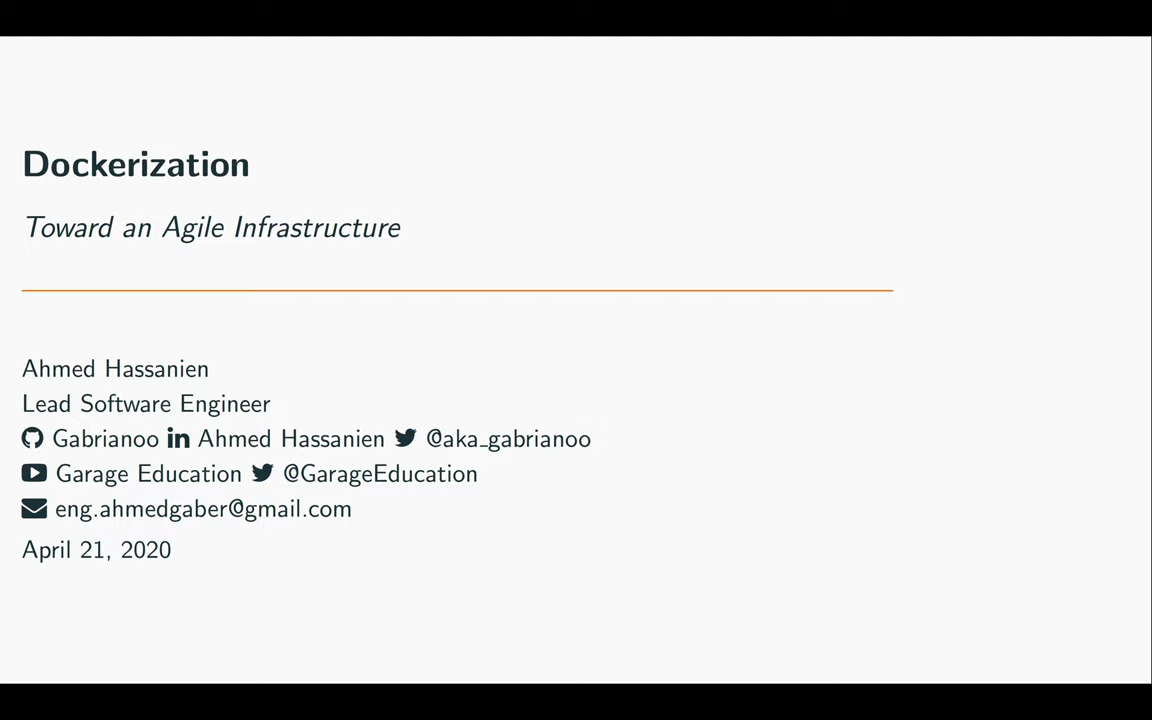 Dockerization
Toward an Agile Infrastructure
Ahmed Hassanien
Lead Software Engineer
Gabrianoo in Ahmed Hassanien @aka_gabrianoo
Garage Education @GarageEducation
eng.ahmedgaber@gmail.com
April 21, 2020